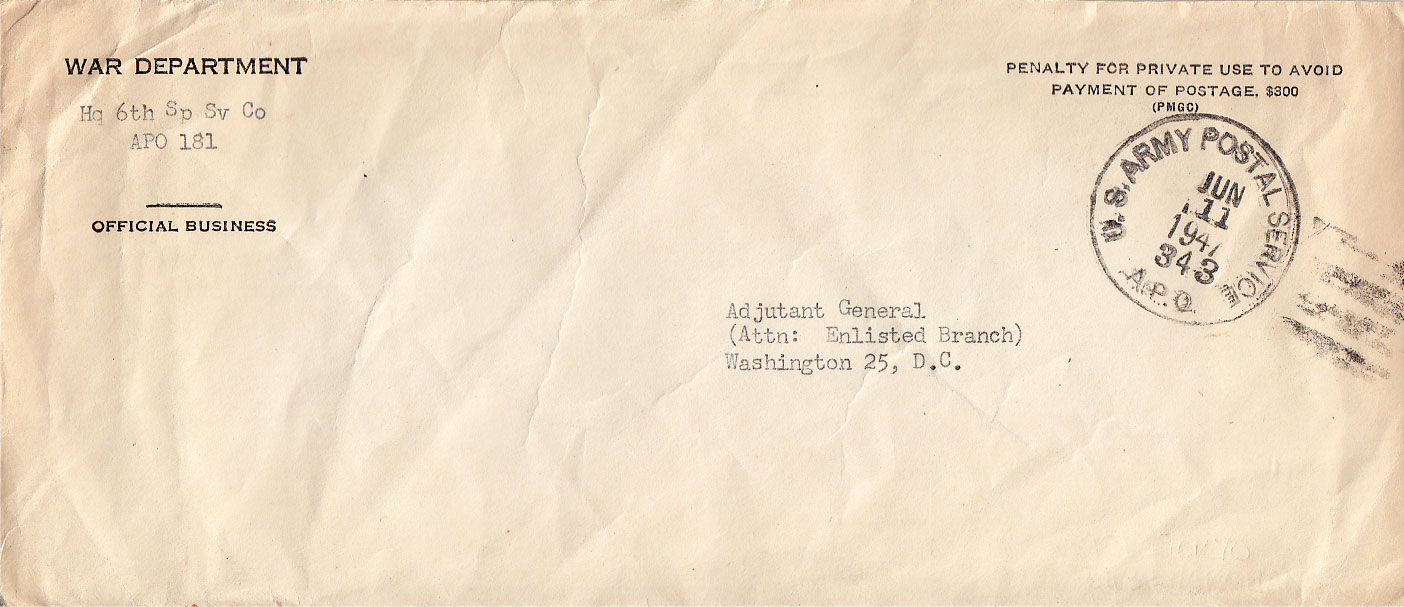 WAR DEPARTMENT
Hq 6th Sp Sv Co
APO 181
OFFICIAL BUSINESS
PENALTY FOR PRIVATE USE TO AVOID
PAYMENT OF POSTAGE, $300
(PMGC)
U.S. ARMY POSTAL SERVICE
JUN
11
1947
343
A.P.O.
Adjutant General
(Attn: Enlisted Branch)
Washington 25, D.C.